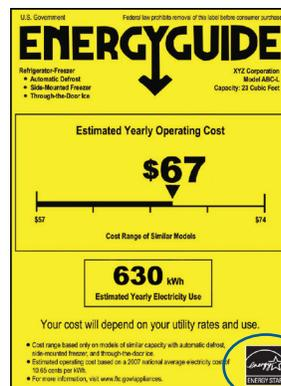 U.S. Government Federal law prohibits removal of this label before consumer purchase
ENERGYGUIDE
Refrigerator-Freezer
• Automatic Defrost
• Side-Mounted Freezer
• Through-the-Door Ice
XYZ Corporation
Model ABC-L
Capacity: 23 Cubic Feet
Estimated Yearly Operating Cost
$67
$57 $74
Cost Range of Similar Models
630 kWh
Estimated Yearly Electricity Use
Your cost will depend on your utility rates and use.
• Cost range based only on models of similar capacity with automatic defrost,
side-mounted freezer, and through-the-door ice.
• Estimated operating cost based on a 2007 national average electricity cost of
10.65 cents per kWh.
• For more information, visit www.ftc.gov/appliances.
energy
ENERGY STAR